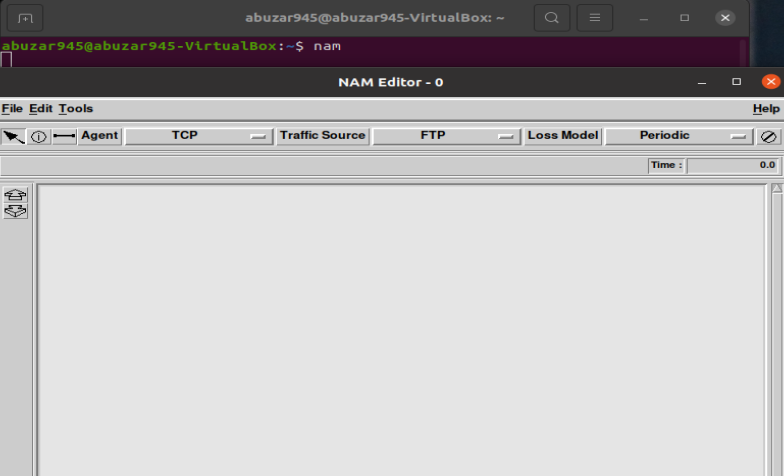 abuzar945@abuzar945-VirtualBox: ~
abuzar945@abuzar945-VirtualBox:~$ nam
NAM Editor - 0
File Edit Tools Help
Agent TCP Traffic Source FTP Loss Model Periodic
Time : 0.0